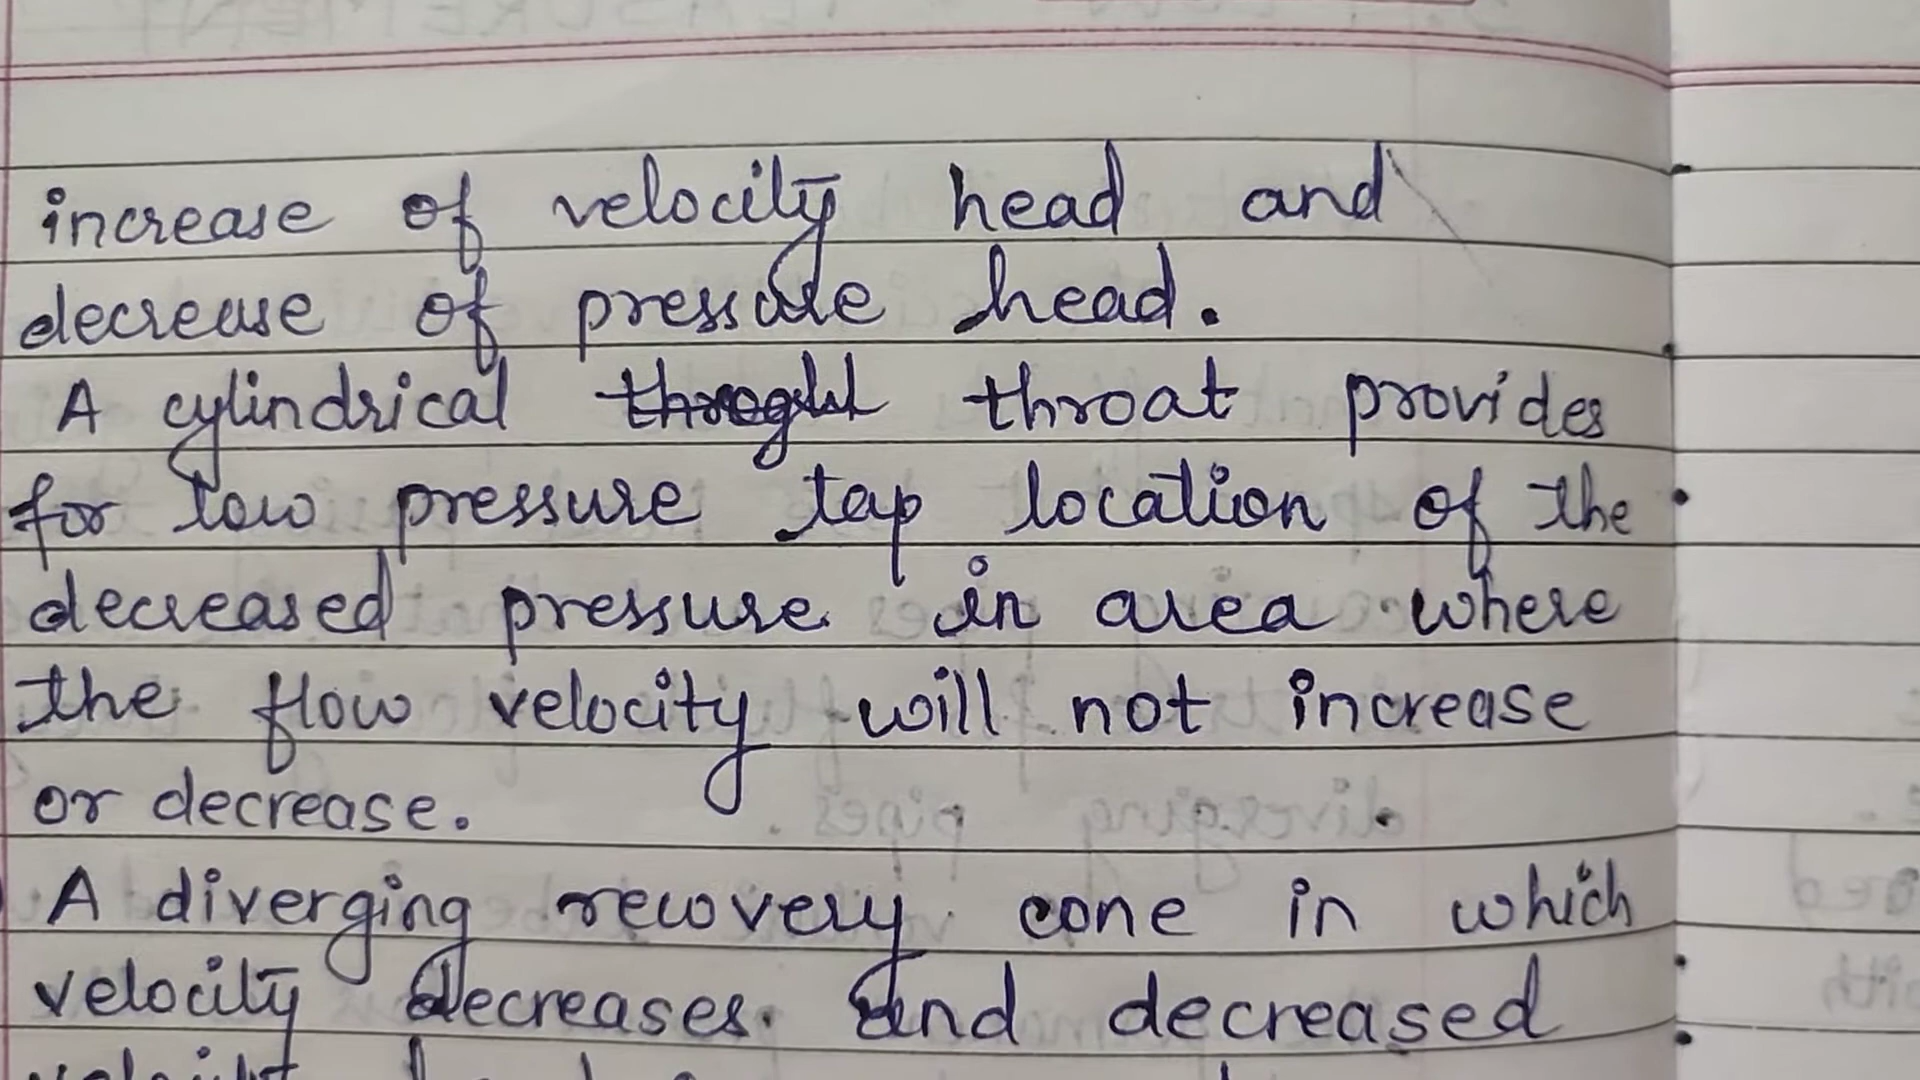 increase of velocity head and
decrease of pressure head.
A cylindrical throat provides
for low pressure tap location of the
decreased pressure in area where
the flow velocity will not increase
or decrease.
A diverging recovery cone in which
velocity decreases. and decreased